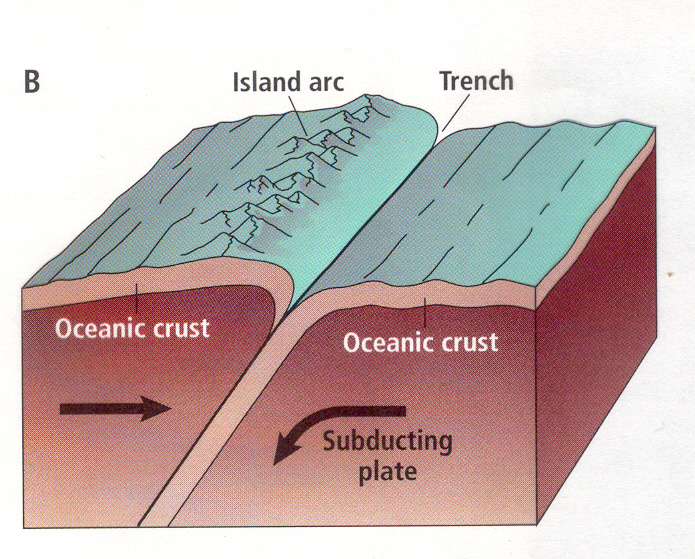 B
Island arc
Trench
Oceanic crust
Oceanic crust
Subducting
plate